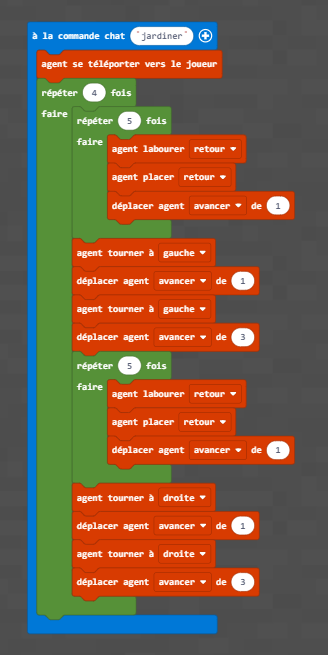 à la commande chat "jardiner"
agent se téléporter vers le joueur
répéter 4 fois
faire répéter 5 fois
faire agent labourer retour
agent placer retour
déplacer agent avancer de 1
agent tourner à gauche
déplacer agent avancer de 1
agent tourner à gauche
déplacer agent avancer de 3
répéter 5 fois
faire agent labourer retour
agent placer retour
déplacer agent avancer de 1
agent tourner à droite
déplacer agent avancer de 1
agent tourner à droite
déplacer agent avancer de 3